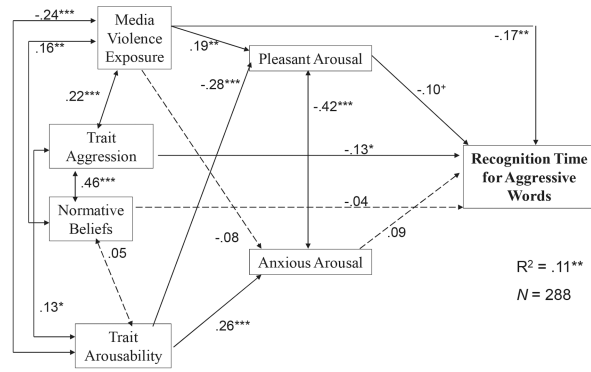 -.24***
Media
Violence
Exposure
-.17**
.16**
.19**
Pleasant Arousal
-.28***
.22***
-.10+
-.42***
Trait
Aggression
-.13*
Recognition Time
for Aggressive
Words
.46***
Normative
Beliefs
-.04
.05
-.08
.09
Anxious Arousal
R² = .11**
N = 288
.13*
.26***
Trait
Arousability